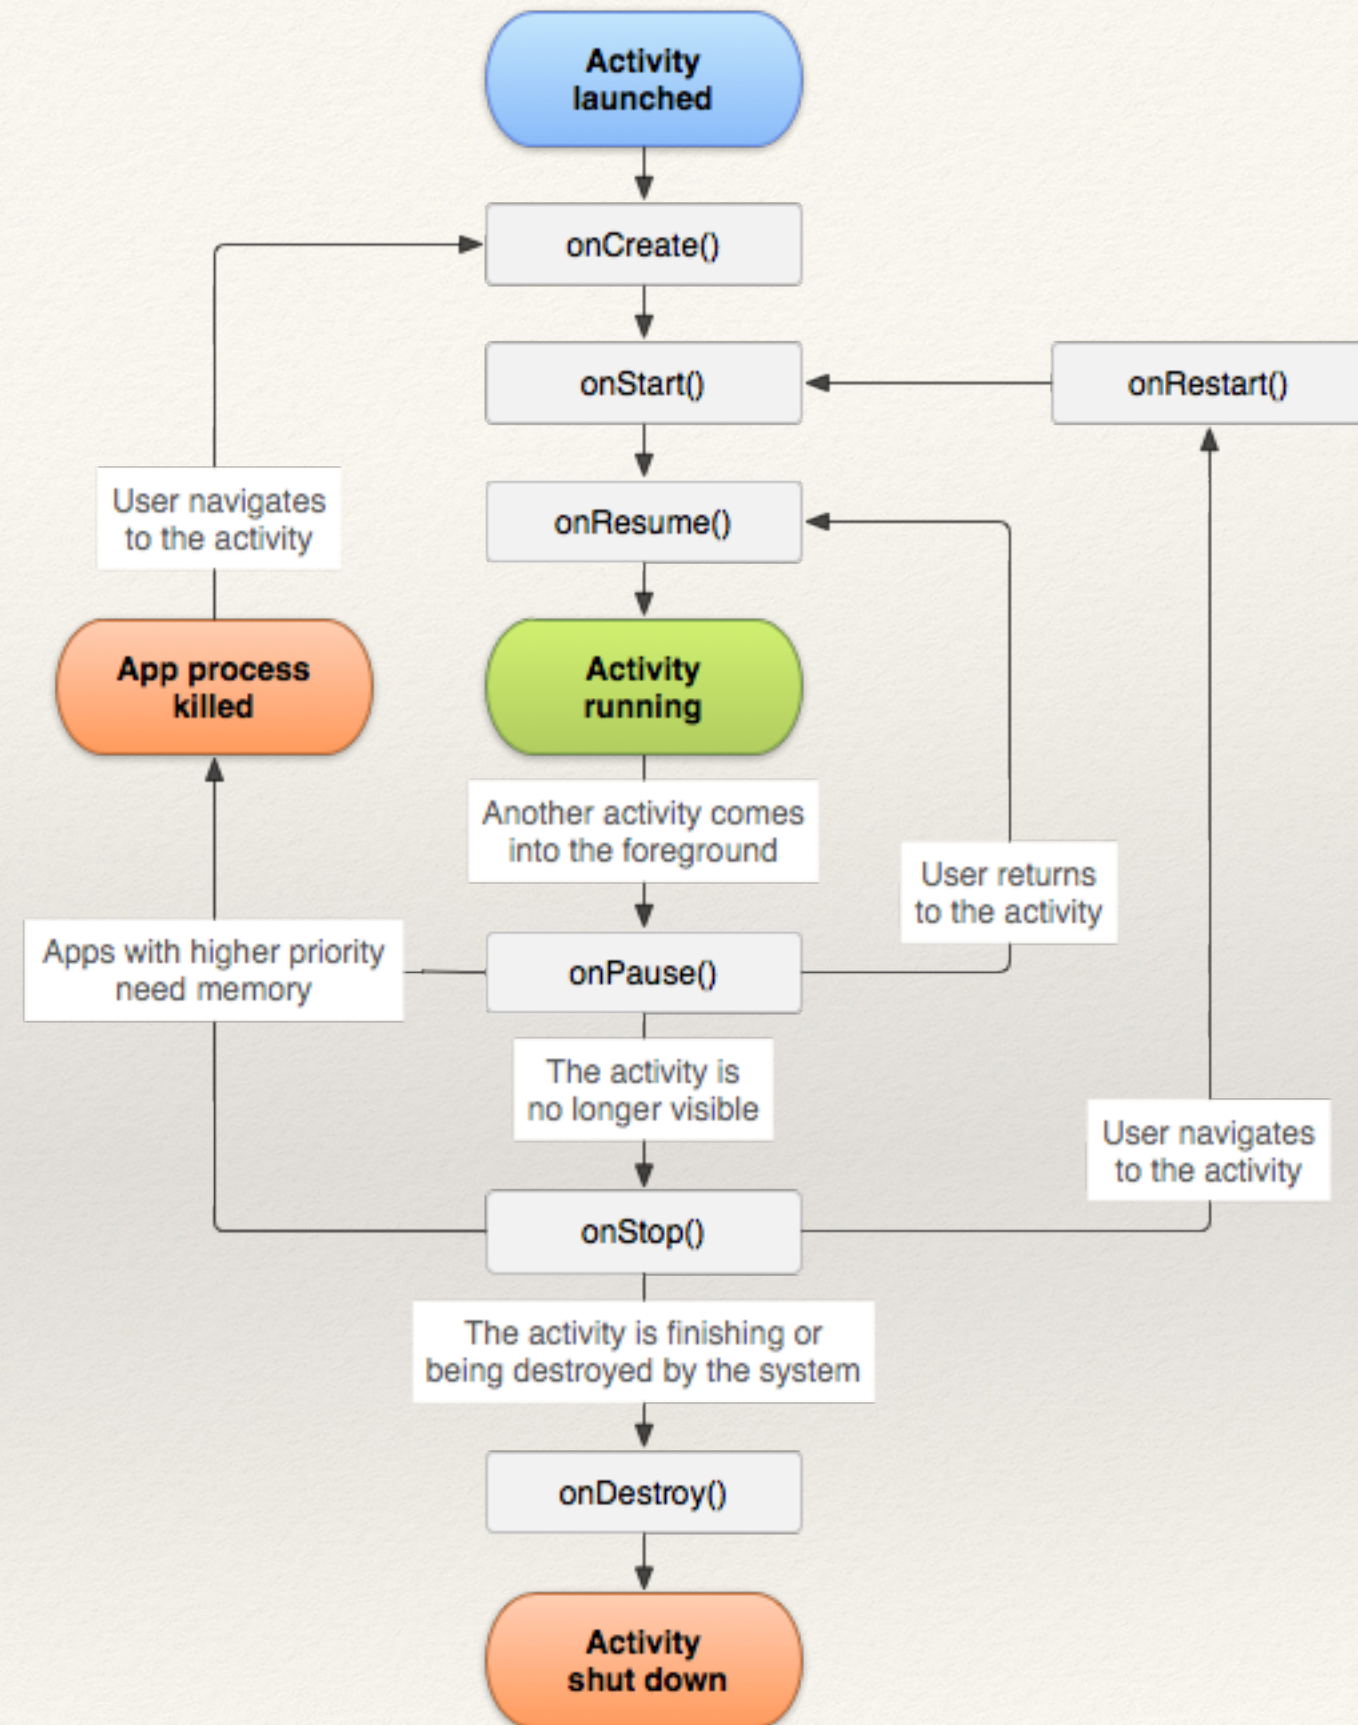 Activity
launched
onCreate()
onStart()
onRestart()
User navigates
to the activity
onResume()
App process
killed
Activity
running
Another activity comes
into the foreground
User returns
to the activity
Apps with higher priority
need memory
onPause()
The activity is
no longer visible
User navigates
to the activity
onStop()
The activity is finishing or
being destroyed by the system
onDestroy()
Activity
shut down